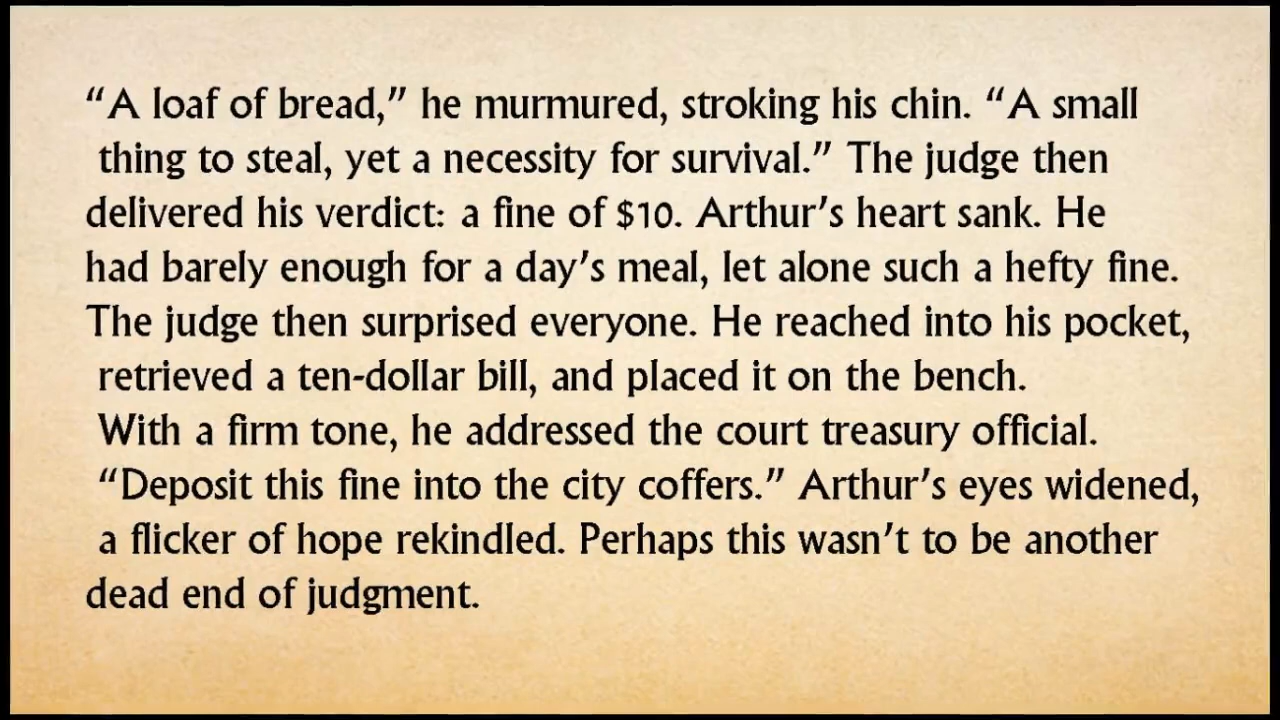 “A loaf of bread,” he murmured, stroking his chin. “A small
thing to steal, yet a necessity for survival.” The judge then
delivered his verdict: a fine of $10. Arthur’s heart sank. He
had barely enough for a day’s meal, let alone such a hefty fine.
The judge then surprised everyone. He reached into his pocket,
retrieved a ten-dollar bill, and placed it on the bench.
With a firm tone, he addressed the court treasury official.
“Deposit this fine into the city coffers.” Arthur’s eyes widened,
a flicker of hope rekindled. Perhaps this wasn’t to be another
dead end of judgment.